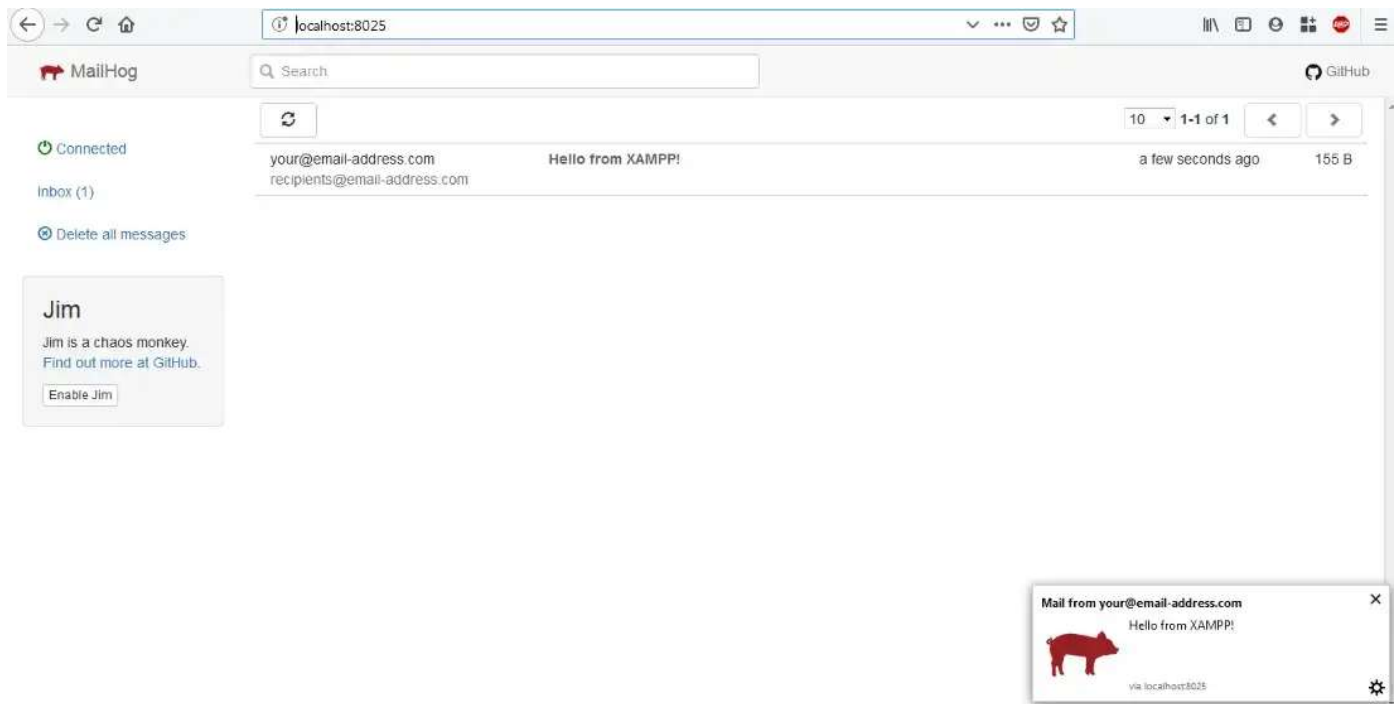 localhost:8025
MailHog
Search
GitHub
10 1-1 of 1
Connected
Inbox (1)
Delete all messages
your@email-address.com Hello from XAMPP! a few seconds ago 155 B
recipients@email-address.com
Jim
Jim is a chaos monkey.
Find out more at GitHub.
Enable Jim
Mail from your@email-address.com
Hello from XAMPP!
via localhost:8025